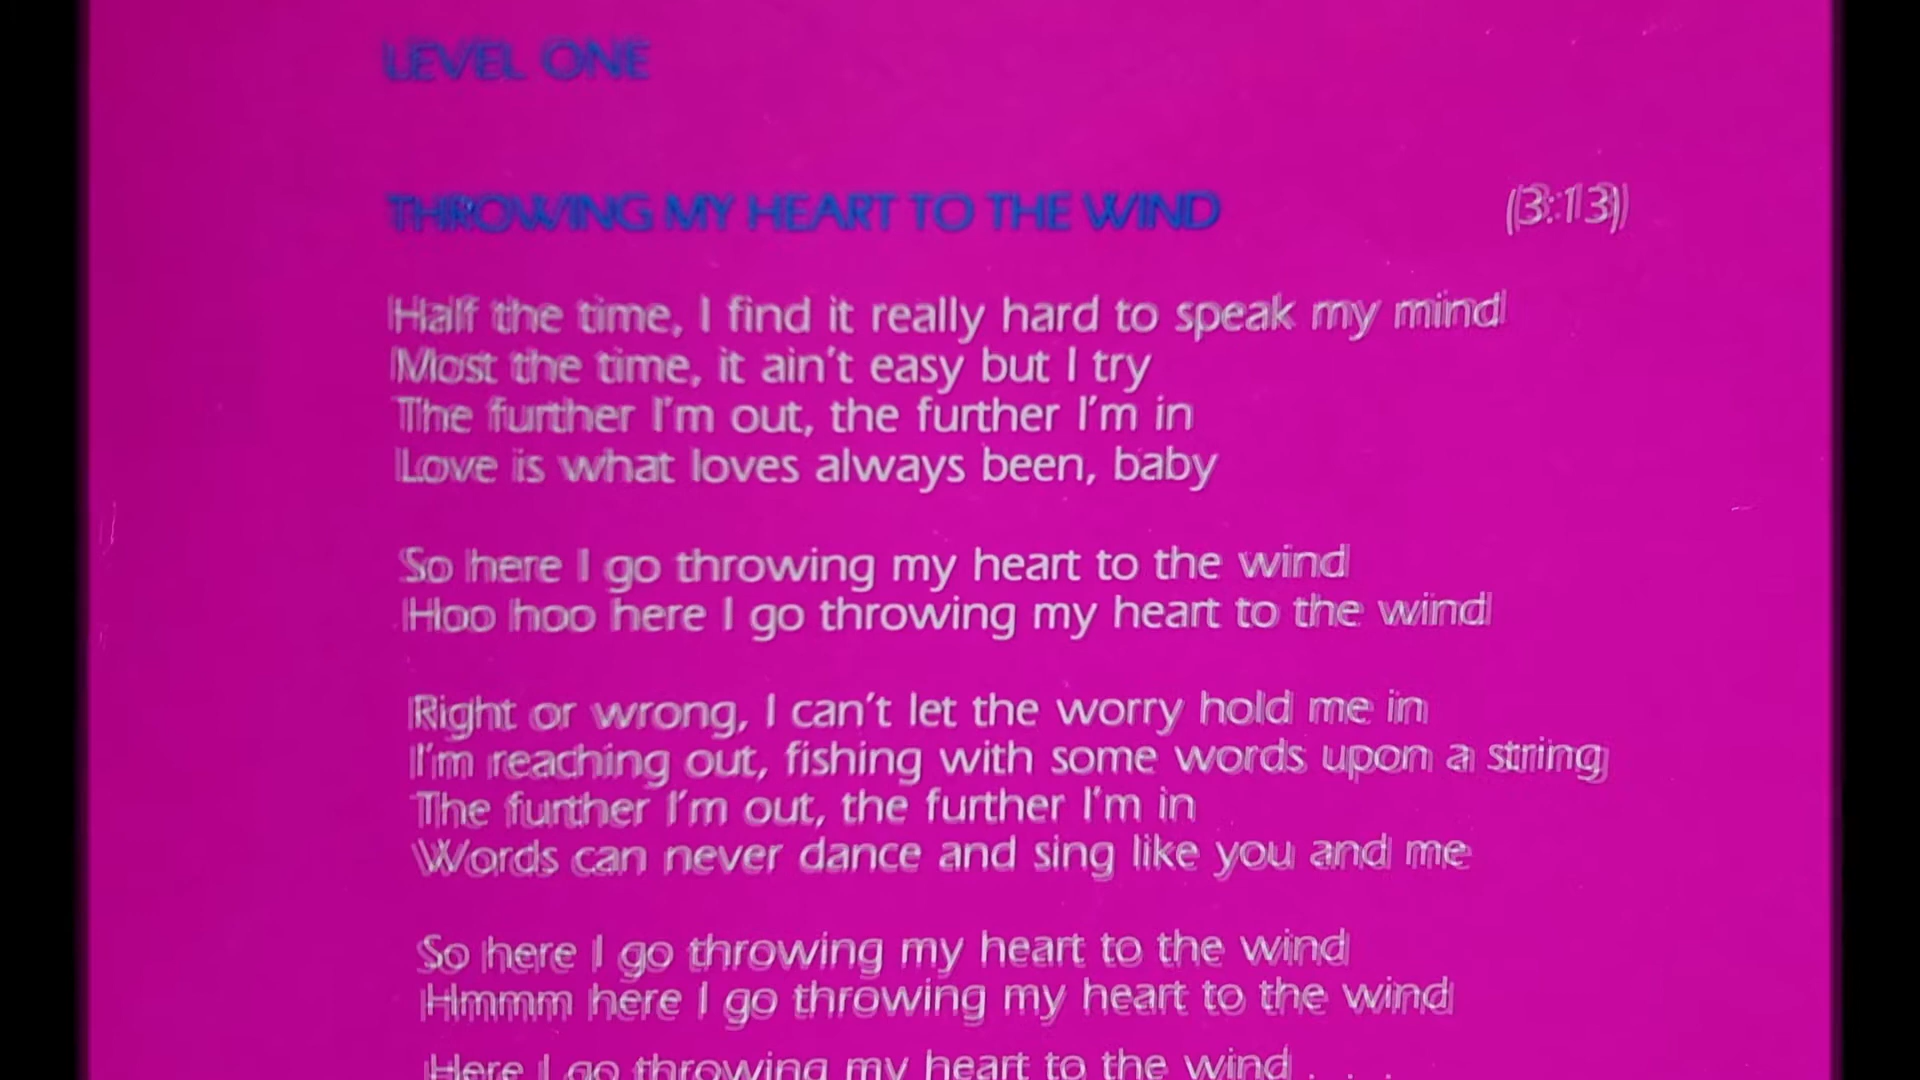 LEVEL ONE
THROWING MY HEART TO THE WIND (3:13)
Half the time, I find it really hard to speak my mind
Most the time, it ain't easy but I try
The further I'm out, the further I'm in
Love is what loves always been, baby
So here I go throwing my heart to the wind
Hoo hoo here I go throwing my heart to the wind
Right or wrong, I can't let the worry hold me in
I'm reaching out, fishing with some words upon a string
The further I'm out, the further I'm in
Words can never dance and sing like you and me
So here I go throwing my heart to the wind
Hmmm here I go throwing my heart to the wind
Here I go throwing my heart to the wind . . .